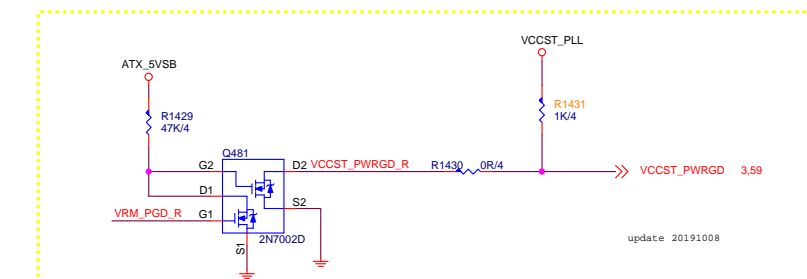 VCCST_PLL
ATX_5VSB
R1431
1K/4
R1429
47K/4
Q481
G2
D2
VCCST_PWRGD_R
R1430
0R/4
VCCST_PWRGD 3,59
D1
S2
VRM_PGD_R
G1
2N7002D
S1
update 20191008